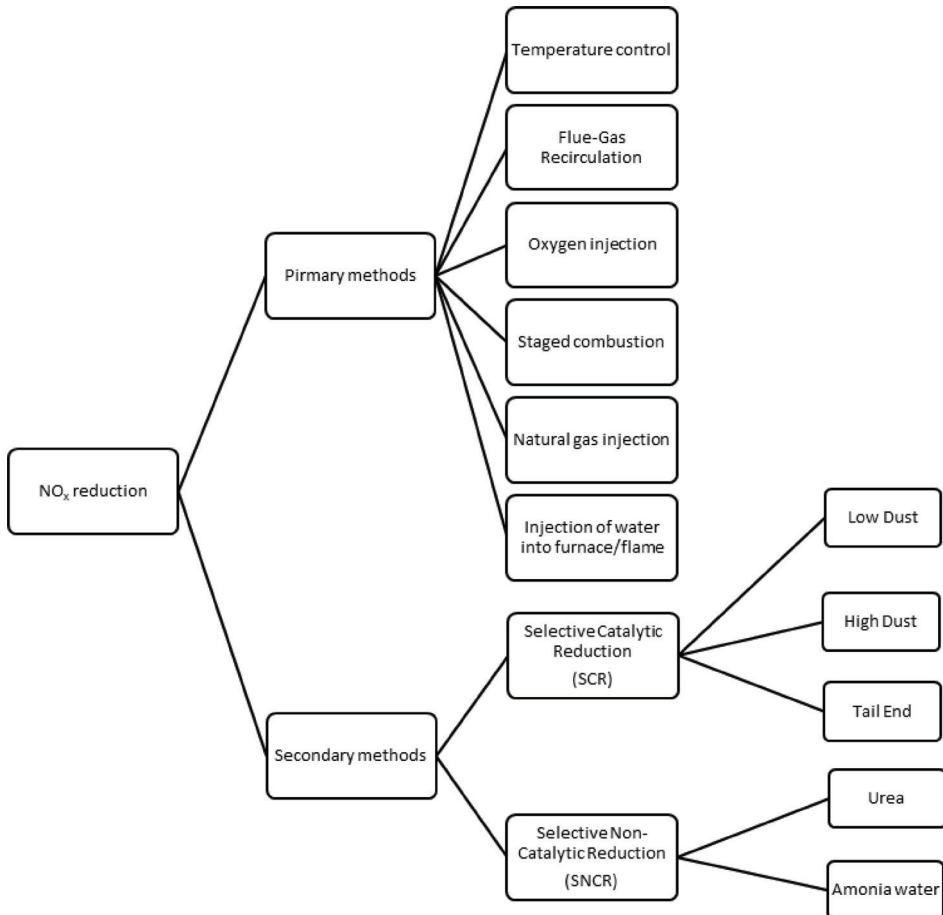 Temperature control
Flue-Gas
Recirculation
Oxygen injection
Pirmary methods
Staged combustion
Natural gas injection
NOₓ reduction
Injection of water
into furnace/flame
Low Dust
Selective Catalytic
Reduction
(SCR)
High Dust
Tail End
Secondary methods
Urea
Selective Non-
Catalytic Reduction
(SNCR)
Amonia water